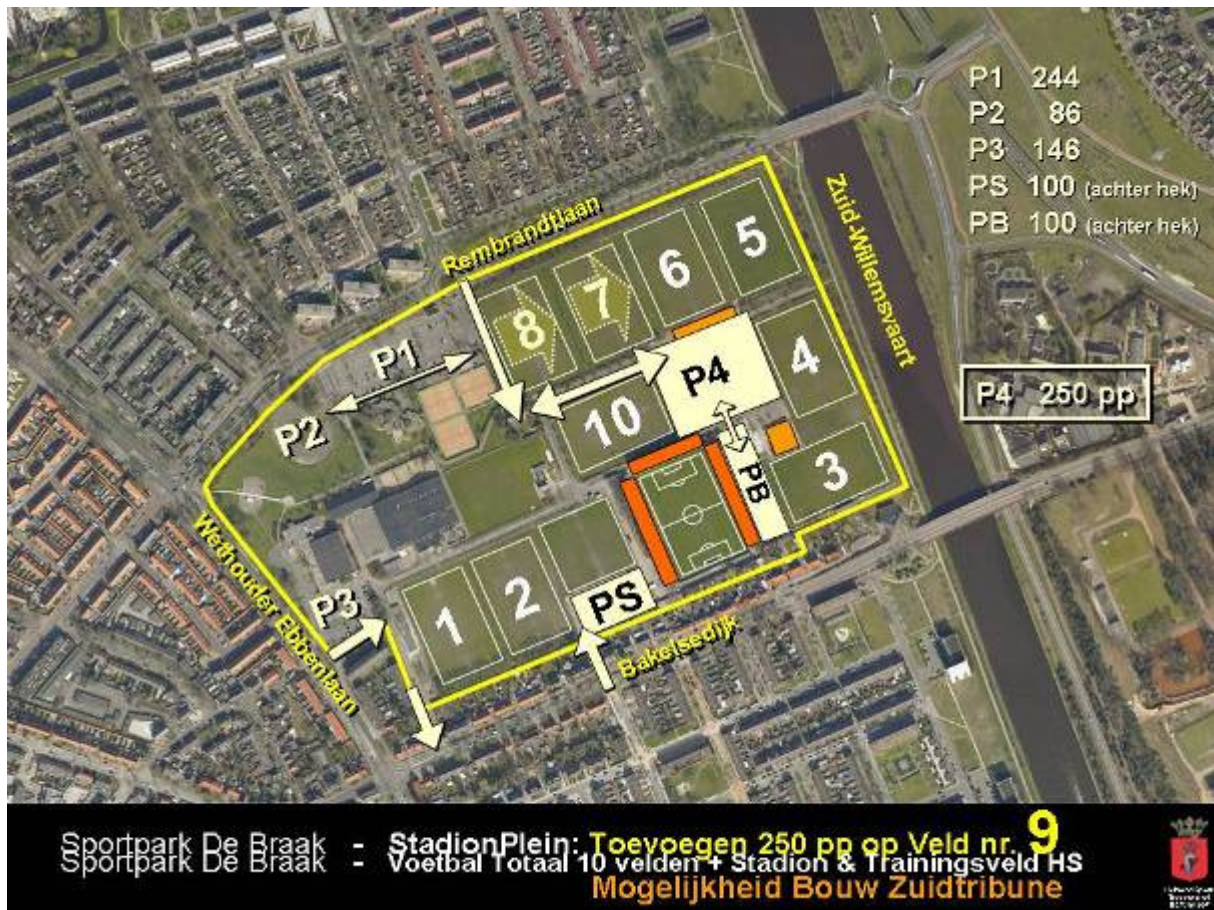 P1 244
P2 86
P3 146
PS 100 (achter hek)
PB 100 (achter hek)
Zuid-Willemsvaart
Rembrandtlaan
5
6
7
8
P1
P4
4
P4 250 pp
P2
10
PB
3
Wethouder Ebbenlaan
P3
1
2
PS
Bakelsedijk
Sportpark De Braak - StadionPlein: Toevoegen 250 pp op Veld nr. 9
Sportpark De Braak - Voetbal Totaal 10 velden + Stadion & Trainingsveld HS
Mogelijkheid Bouw Zuidtribune